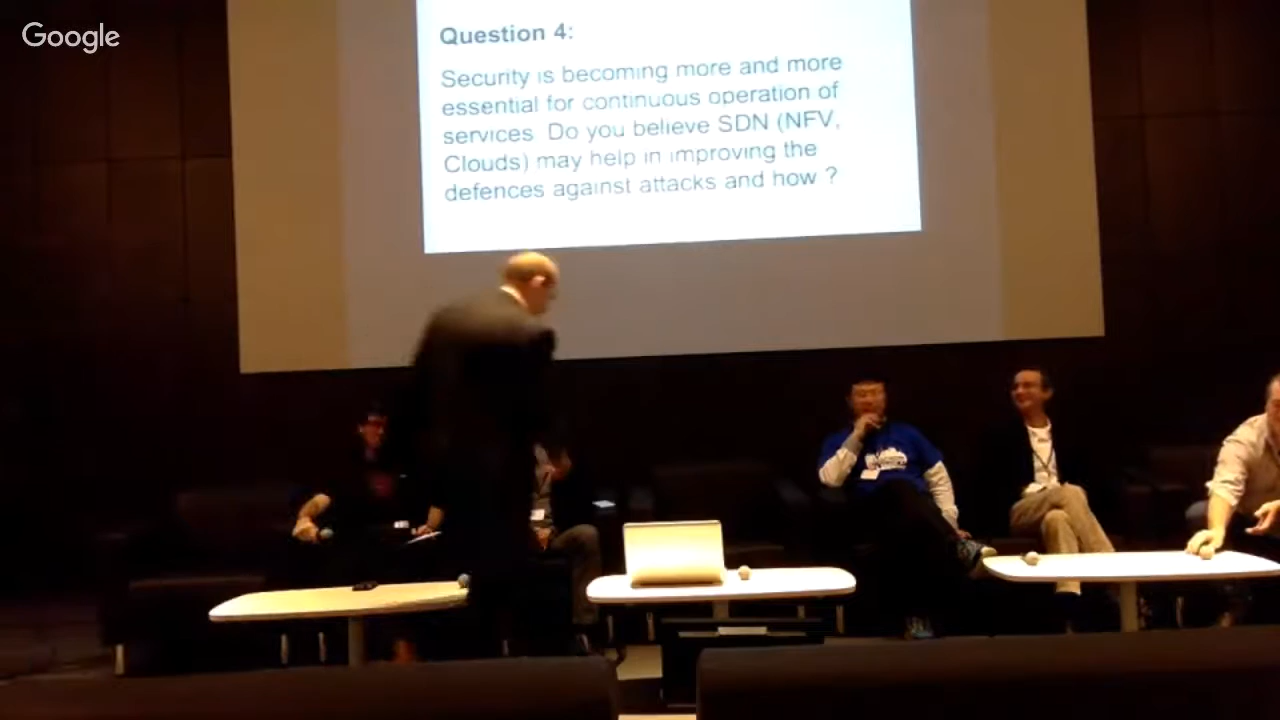 Google
Question 4:
Security is becoming more and more
essential for continuous operation of
services. Do you believe SDN (NFV,
Clouds) may help in improving the
defences against attacks and how ?